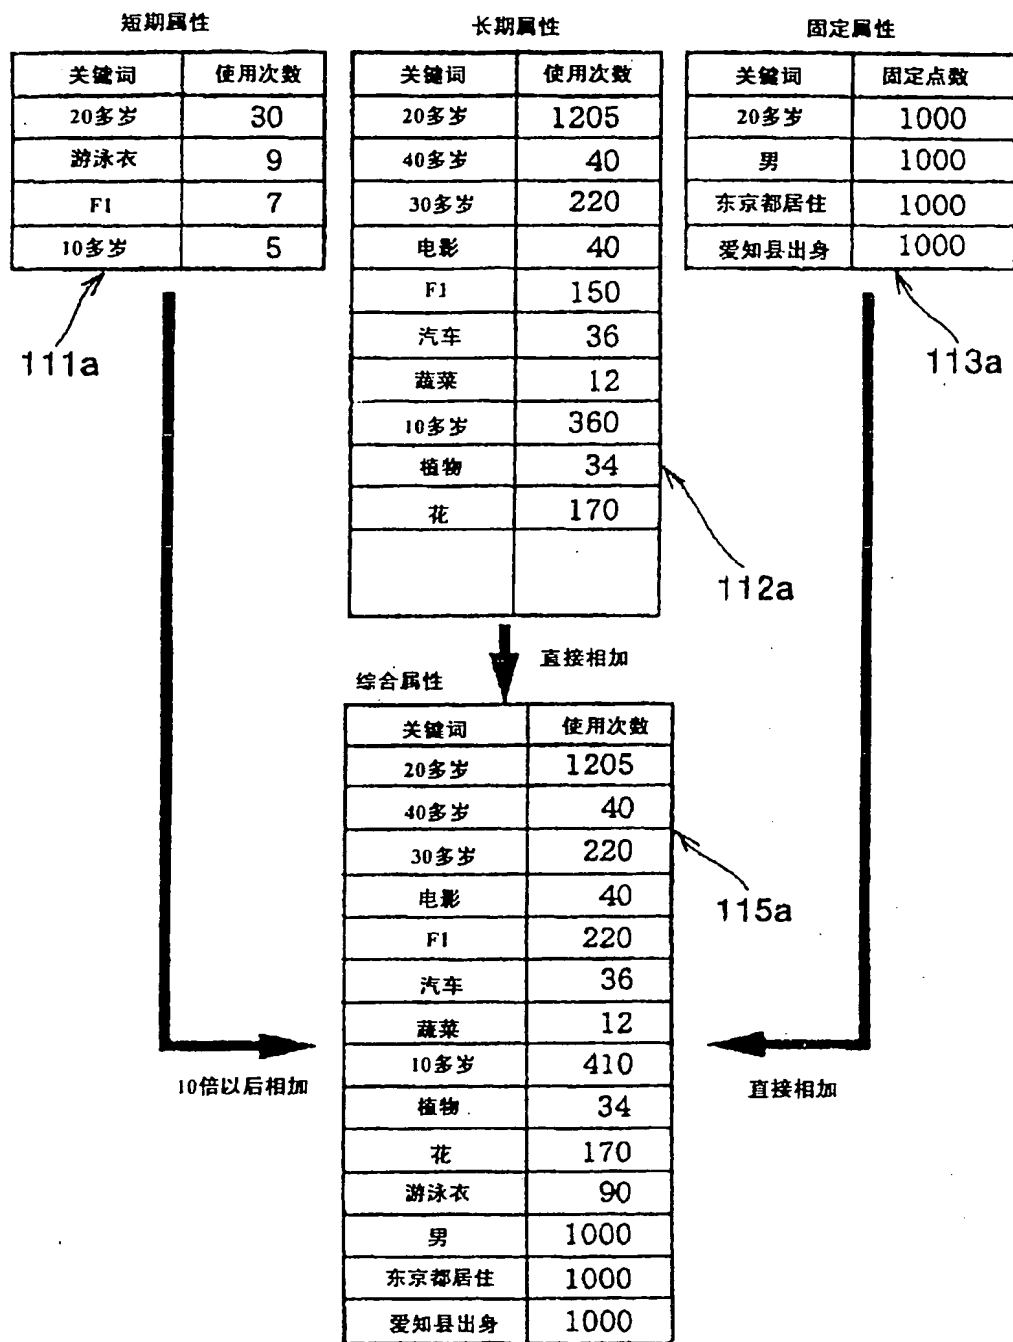 短期属性
关键词 使用次数
20多岁 30
游泳衣 9
F1 7
10多岁 5
111a
长期属性
关键词 使用次数
20多岁 1205
40多岁 40
30多岁 220
电影 40
F1 150
汽车 36
蔬菜 12
10多岁 360
植物 34
花 170
112a
固定属性
关键词 固定点数
20多岁 1000
男 1000
东京都居住 1000
爱知县出身 1000
113a
直接相加
10倍以后相加
直接相加
综合属性
关键词 使用次数
20多岁 1205
40多岁 40
30多岁 220
电影 40
F1 220
汽车 36
蔬菜 12
10多岁 410
植物 34
花 170
游泳衣 90
男 1000
东京都居住 1000
爱知县出身 1000
115a